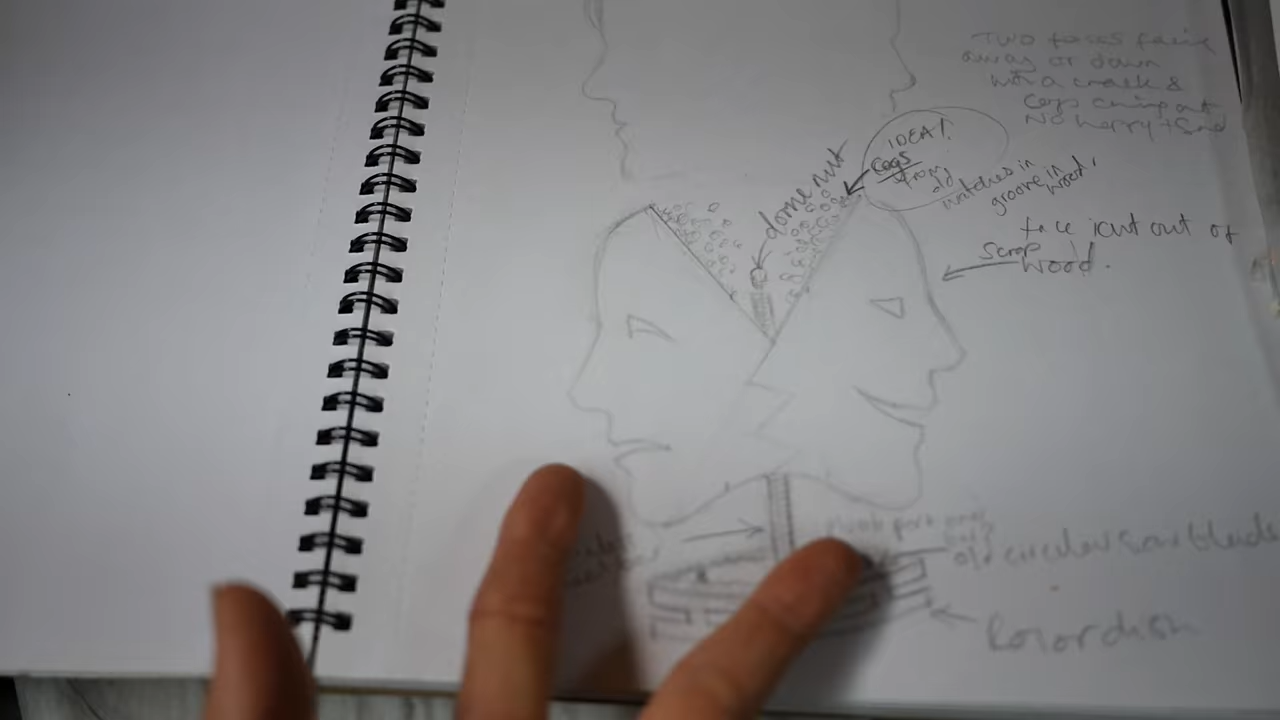 TWO faces facing
away or down
with a crack &
cogs coming out
IDEA!
cogs
from
old
watches in
groove in wood!
dome nut
face cut out of
scrap
wood.
old circular saw blades
Rotor dish